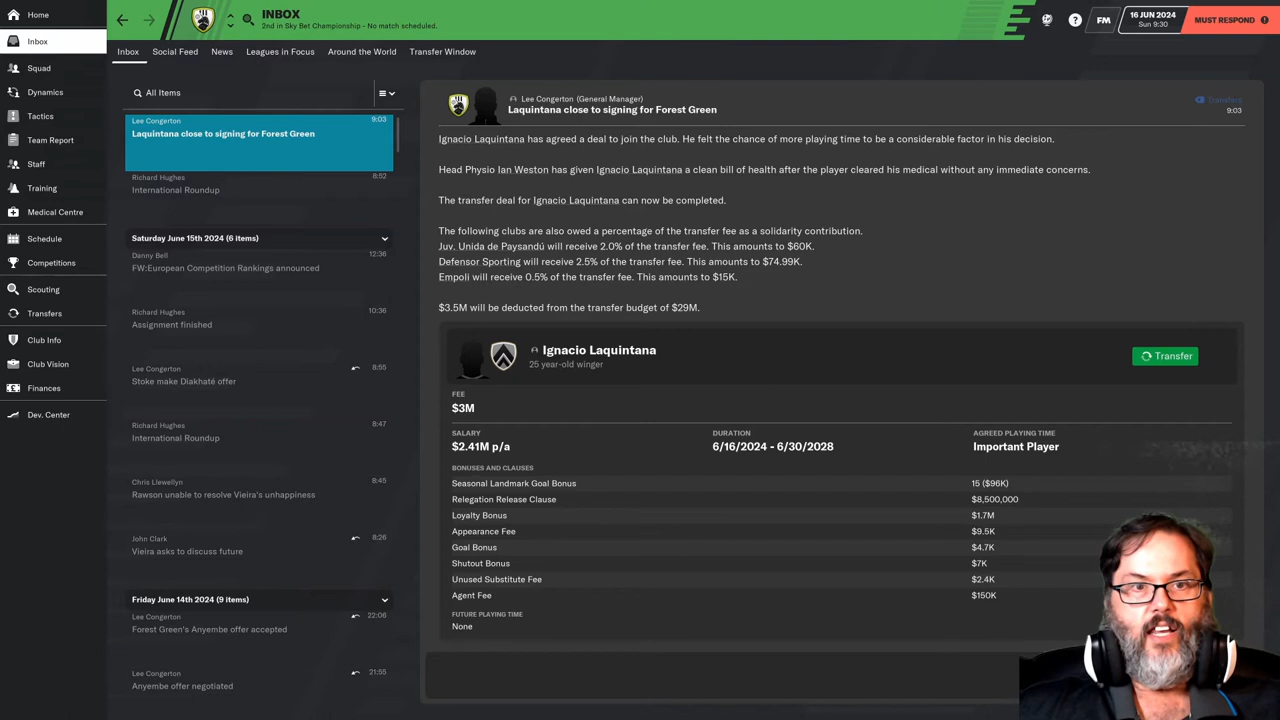 Home
Inbox
Squad
Dynamics
Tactics
Team Report
Staff
Training
Medical Centre
Schedule
Competitions
Scouting
Transfers
Club Info
Club Vision
Finances
Dev. Center
INBOX
2nd in Sky Bet Championship - No match scheduled.
FM
16 JUN 2024
Sun 9:30
MUST RESPOND
Inbox
Social Feed
News
Leagues in Focus
Around the World
Transfer Window
All Items
Lee Congerton 9:03
Laquintana close to signing for Forest Green
Richard Hughes 8:52
International Roundup
Saturday June 15th 2024 (6 items)
Danny Bell 12:36
FW:European Competition Rankings announced
Richard Hughes 10:36
Assignment finished
Lee Congerton 8:55
Stoke make Diakhaté offer
Richard Hughes 8:47
International Roundup
Chris Llewellyn 8:45
Rawson unable to resolve Vieira's unhappiness
John Clark 8:26
Vieira asks to discuss future
Friday June 14th 2024 (9 items)
Lee Congerton 22:06
Forest Green's Anyembe offer accepted
Lee Congerton 21:55
Anyembe offer negotiated
Lee Congerton (General Manager)
Laquintana close to signing for Forest Green
Transfers
9:03
Ignacio Laquintana has agreed a deal to join the club. He felt the chance of more playing time to be a considerable factor in his decision.
Head Physio Ian Weston has given Ignacio Laquintana a clean bill of health after the player cleared his medical without any immediate concerns.
The transfer deal for Ignacio Laquintana can now be completed.
The following clubs are also owed a percentage of the transfer fee as a solidarity contribution.
Juv. Unida de Paysandú will receive 2.0% of the transfer fee. This amounts to $60K.
Defensor Sporting will receive 2.5% of the transfer fee. This amounts to $74.99K.
Empoli will receive 0.5% of the transfer fee. This amounts to $15K.
$3.5M will be deducted from the transfer budget of $29M.
Ignacio Laquintana
25 year-old winger
Transfer
FEE
$3M
SALARY DURATION AGREED PLAYING TIME
$2.41M p/a 6/16/2024 - 6/30/2028 Important Player
BONUSES AND CLAUSES
Seasonal Landmark Goal Bonus 15 ($96K)
Relegation Release Clause $8,500,000
Loyalty Bonus $1.7M
Appearance Fee $9.5K
Goal Bonus $4.7K
Shutout Bonus $7K
Unused Substitute Fee $2.4K
Agent Fee $150K
FUTURE PLAYING TIME
None